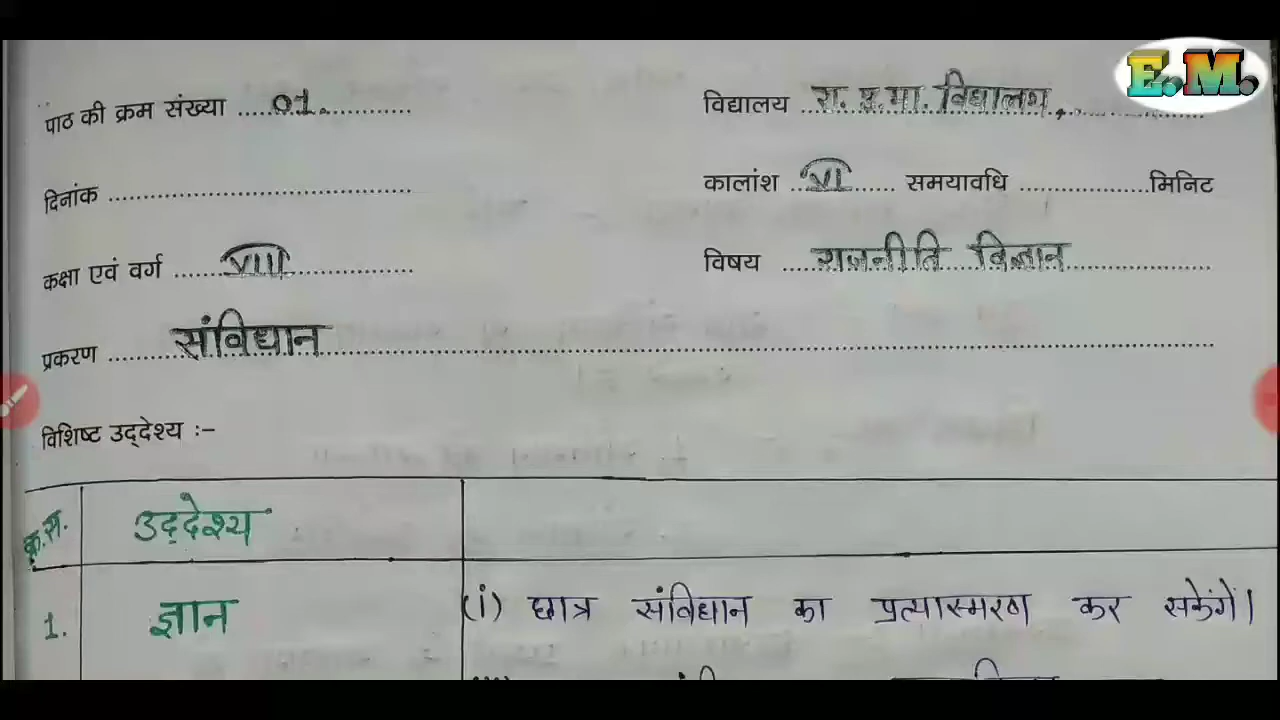 E.M.
पाठ की क्रम संख्या ....01............. विद्यालय ...रा. उ.मा. विद्यालय.............
दिनांक ........................................ कालांश ...VI....... समयावधि ...................मिनिट
कक्षा एवं वर्ग .......VIII................ विषय ....राजनीति विज्ञान..................
प्रकरण .........संविधान..........................................................
विशिष्ट उद्देश्य :-
क्र.स. उद्देश्य
1. ज्ञान (i) छात्र संविधान का प्रत्यास्मरण कर सकेंगे।